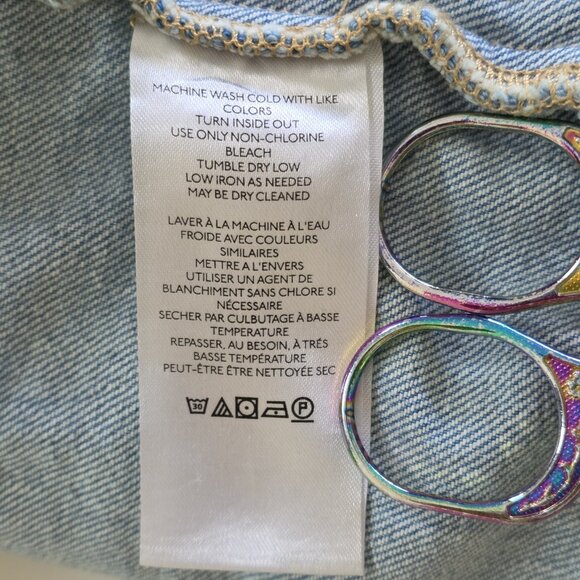 MACHINE WASH COLD WITH LIKE
COLORS
TURN INSIDE OUT
USE ONLY NON-CHLORINE
BLEACH
TUMBLE DRY LOW
LOW IRON AS NEEDED
MAY BE DRY CLEANED
LAVER À LA MACHINE À L'EAU
FROIDE AVEC COULEURS
SIMILAIRES
METTRE A L'ENVERS
UTILISER UN AGENT DE
BLANCHIMENT SANS CHLORE SI
NÉCESSAIRE
SECHER PAR CULBUTAGE À BASSE
TEMPERATURE
REPASSER, AU BESOIN, À TRÉS
BASSE TEMPÉRATURE
PEUT-ÊTRE ÊTRE NETTOYÉE SEC
30 P